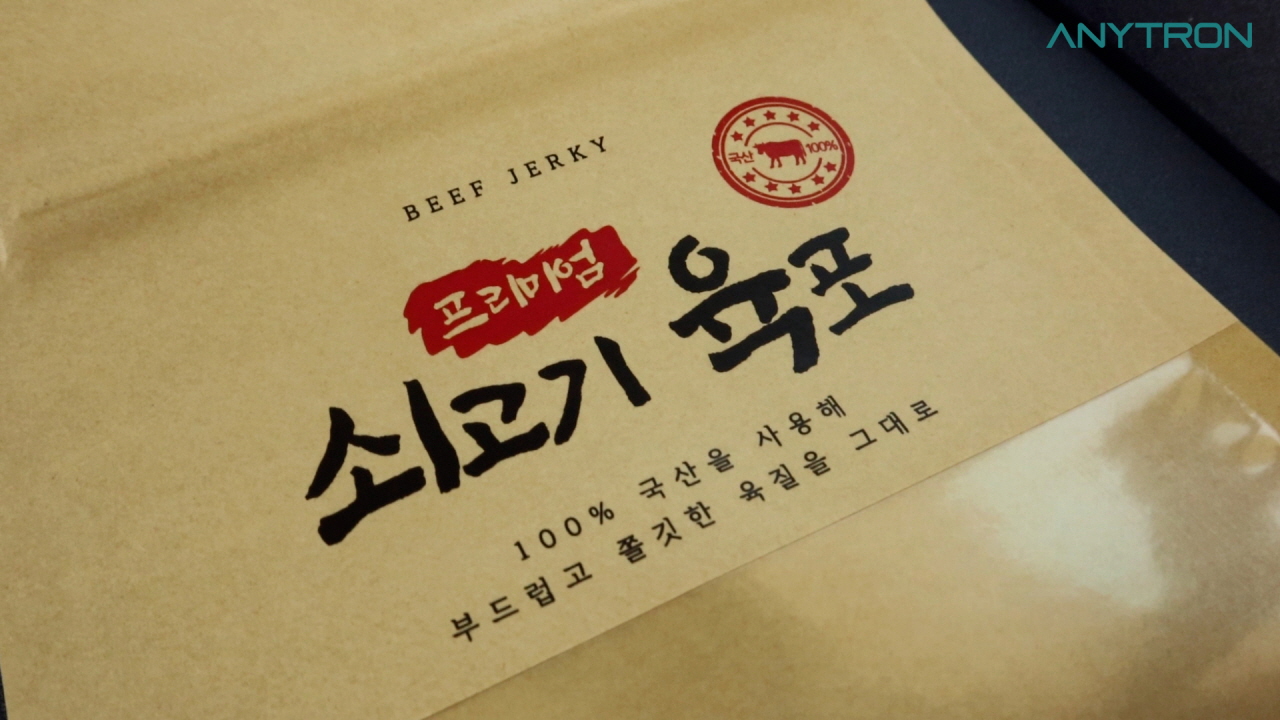 ANYTRON
BEEF JERKY
국산 100%
프리미엄
쇠고기 육포
100% 국산을 사용해
부드럽고 쫄깃한 육질을 그대로